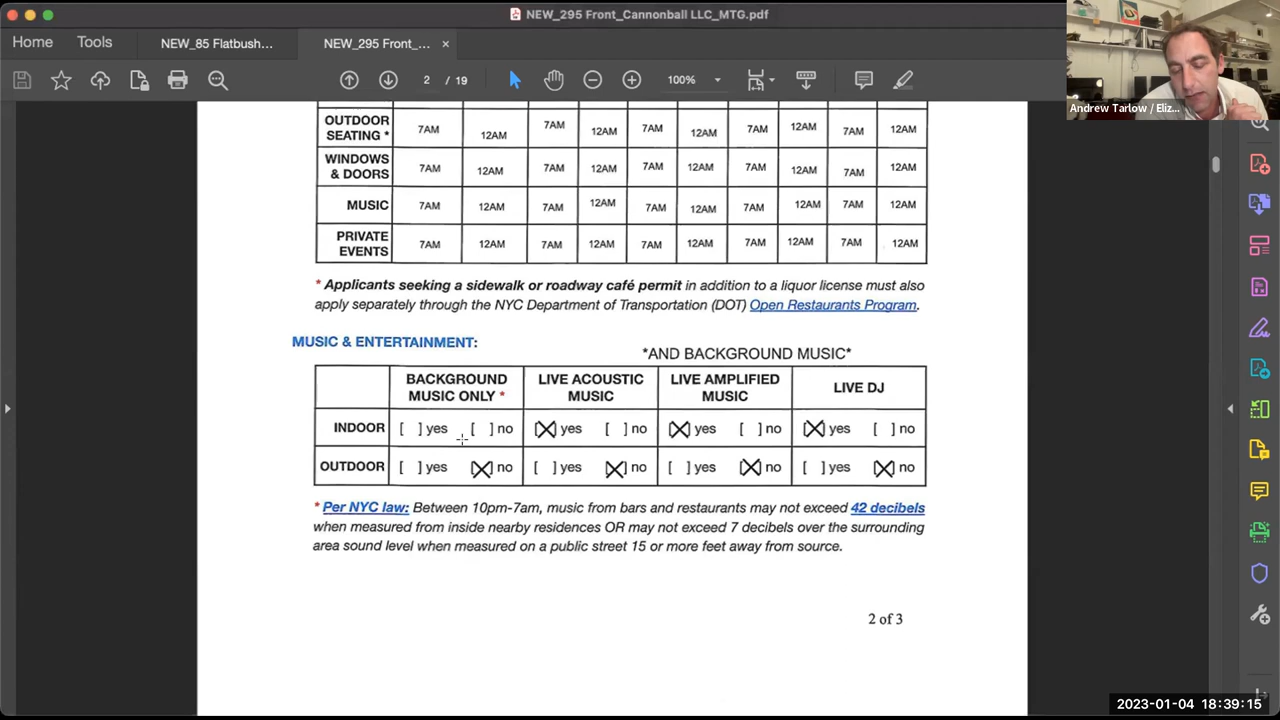 NEW_295 Front_Cannonball LLC_MTG.pdf
Home Tools NEW_85 Flatbush... NEW_295 Front_... ×
2 / 19 100%
Andrew Tarlow / Eliz...
OUTDOOR SEATING * 7AM 12AM 7AM 12AM 7AM 12AM 7AM 12AM 7AM 12AM
WINDOWS & DOORS 7AM 12AM 7AM 12AM 7AM 12AM 7AM 12AM 7AM 12AM
MUSIC 7AM 12AM 7AM 12AM 7AM 12AM 7AM 12AM 7AM 12AM
PRIVATE EVENTS 7AM 12AM 7AM 12AM 7AM 12AM 7AM 12AM 7AM 12AM
* Applicants seeking a sidewalk or roadway café permit in addition to a liquor license must also
apply separately through the NYC Department of Transportation (DOT) Open Restaurants Program.
MUSIC & ENTERTAINMENT:
*AND BACKGROUND MUSIC*
BACKGROUND MUSIC ONLY * LIVE ACOUSTIC MUSIC LIVE AMPLIFIED MUSIC LIVE DJ
INDOOR [ ] yes [ ] no [X] yes [ ] no [X] yes [ ] no [X] yes [ ] no
OUTDOOR [ ] yes [X] no [ ] yes [X] no [ ] yes [X] no [ ] yes [X] no
* Per NYC law: Between 10pm-7am, music from bars and restaurants may not exceed 42 decibels
when measured from inside nearby residences OR may not exceed 7 decibels over the surrounding
area sound level when measured on a public street 15 or more feet away from source.
2 of 3
2023-01-04 18:39:15